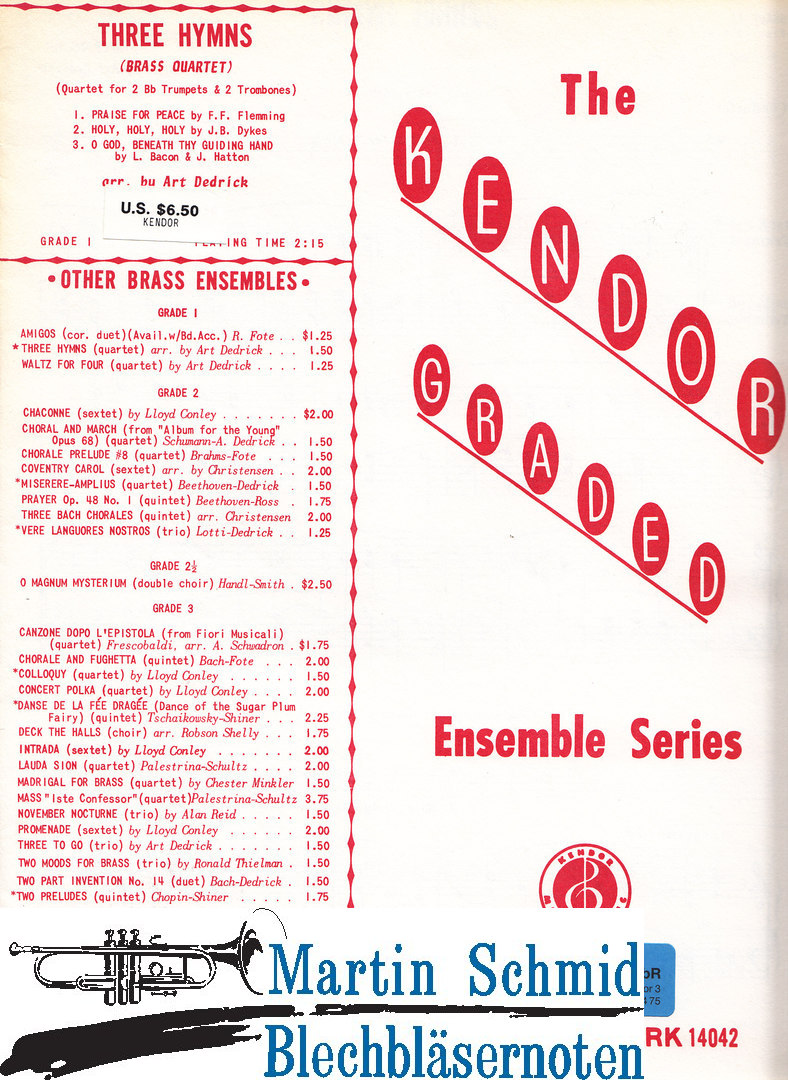 THREE HYMNS
(BRASS QUARTET)
(Quartet for 2 Bb Trumpets & 2 Trombones)
1. PRAISE FOR PEACE by F.F. Flemming
2. HOLY, HOLY, HOLY by J.B. Dykes
3. O GOD, BENEATH THY GUIDING HAND
by L. Bacon & J. Hatton
arr. by Art Dedrick
U.S. $6.50
KENDOR
GRADE 1 PLAYING TIME 2:15
• OTHER BRASS ENSEMBLES •
GRADE 1
AMIGOS (cor. duet)(Avail.w/Bd.Acc.) R. Fote . . $1.25
*THREE HYMNS (quartet) arr. by Art Dedrick . . . 1.50
WALTZ FOR FOUR (quartet) by Art Dedrick . . . . 1.25
GRADE 2
CHACONNE (sextet) by Lloyd Conley . . . . . . . $2.00
CHORAL AND MARCH (from "Album for the Young"
Opus 68) (quartet) Schumann-A. Dedrick . . 1.50
CHORALE PRELUDE #8 (quartet) Brahms-Fote . . . 1.50
COVENTRY CAROL (sextet) arr. by Christensen . . 2.00
*MISERERE-AMPLIUS (quartet) Beethoven-Dedrick . 1.50
PRAYER Op. 48 No. 1 (quintet) Beethoven-Ross . 1.75
THREE BACH CHORALES (quintet) arr. Christensen 2.00
*VERE LANGUORES NOSTROS (trio) Lotti-Dedrick . . 1.25
GRADE 2½
O MAGNUM MYSTERIUM (double choir) Handl-Smith . $2.50
GRADE 3
CANZONE DOPO L'EPISTOLA (from Fiori Musicali)
(quartet) Frescobaldi, arr. A. Schwadron . $1.75
CHORALE AND FUGHETTA (quintet) Bach-Fote . . . 2.00
*COLLOQUY (quartet) by Lloyd Conley . . . . . . 1.50
CONCERT POLKA (quartet) by Lloyd Conley . . . . 2.00
*DANSE DE LA FÉE DRAGÉE (Dance of the Sugar Plum
Fairy) (quintet) Tschaikowsky-Shiner . . . 2.25
DECK THE HALLS (choir) arr. Robson Shelly . . . 1.75
INTRADA (sextet) by Lloyd Conley . . . . . . . 2.00
LAUDA SION (quartet) Palestrina-Schultz . . . . 2.00
MADRIGAL FOR BRASS (quartet) by Chester Minkler 1.50
MASS "Iste Confessor"(quartet)Palestrina-Schultz 3.75
NOVEMBER NOCTURNE (trio) by Alan Reid . . . . . 1.50
PROMENADE (sextet) by Lloyd Conley . . . . . . 2.00
THREE TO GO (trio) by Art Dedrick . . . . . . . 1.50
TWO MOODS FOR BRASS (trio) by Ronald Thielman . 1.50
TWO PART INVENTION No. 14 (duet) Bach-Dedrick . 1.50
*TWO PRELUDES (quintet) Chopin-Shiner . . . . . 1.75
The
KENDOR
GRADED
Ensemble Series
KENDOR
oR
or 3
4 75
RK 14042
Martin Schmid
Blechbläsernoten